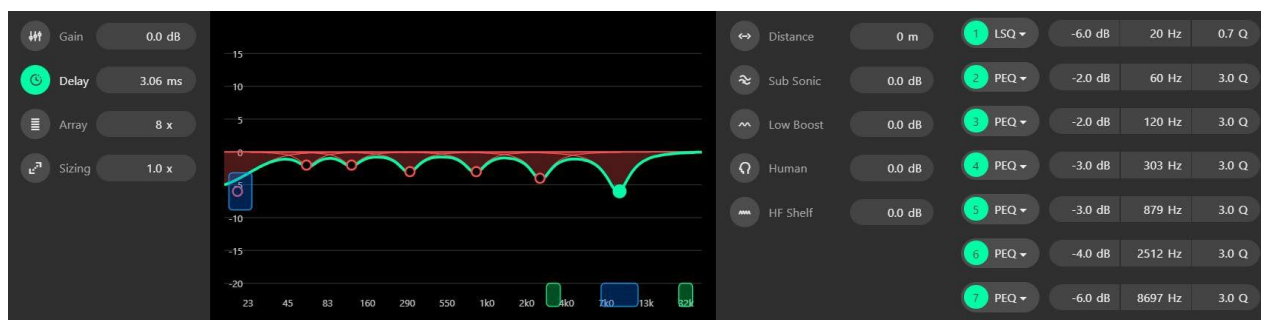 Gain 0.0 dB
Delay 3.06 ms
Array 8 x
Sizing 1.0 x
15
10
5
0
-5
-10
-15
-20
23 45 83 160 290 550 1k0 2k0 4k0 7k0 13k 32k
Distance 0 m
Sub Sonic 0.0 dB
Low Boost 0.0 dB
Human 0.0 dB
HF Shelf 0.0 dB
1 LSQ -6.0 dB 20 Hz 0.7 Q
2 PEQ -2.0 dB 60 Hz 3.0 Q
3 PEQ -2.0 dB 120 Hz 3.0 Q
4 PEQ -3.0 dB 303 Hz 3.0 Q
5 PEQ -3.0 dB 879 Hz 3.0 Q
6 PEQ -4.0 dB 2512 Hz 3.0 Q
7 PEQ -6.0 dB 8697 Hz 3.0 Q